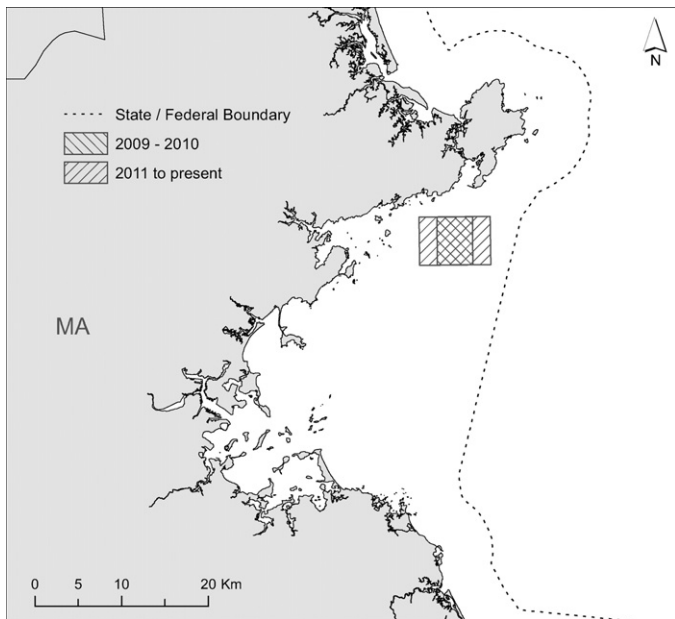 N
State / Federal Boundary
2009 - 2010
2011 to present
MA
0 5 10 20 Km